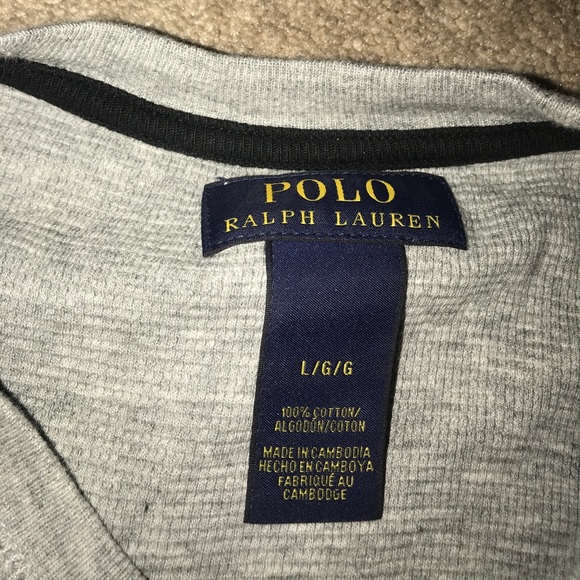 POLO
RALPH LAUREN
L/G/G
100% COTTON/
ALGODÓN/COTON
MADE IN CAMBODIA
HECHO EN CAMBOYA
FABRIQUÉ AU
CAMBODGE